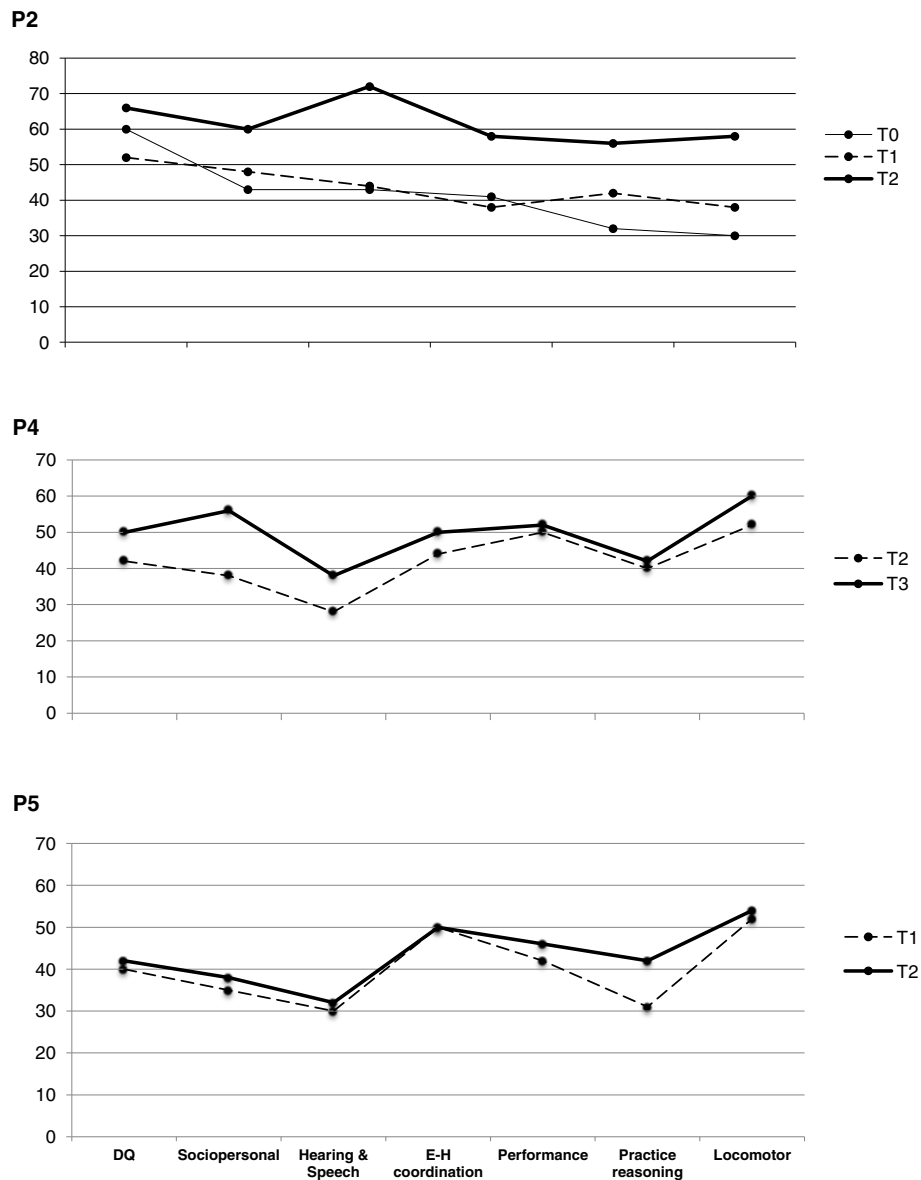 P2
80
70
60
50
40
30
20
10
0
T0
T1
T2
P4
70
60
50
40
30
20
10
0
T2
T3
P5
70
60
50
40
30
20
10
0
T1
T2
DQ
Sociopersonal
Hearing &
Speech
E-H
coordination
Performance
Practice
reasoning
Locomotor